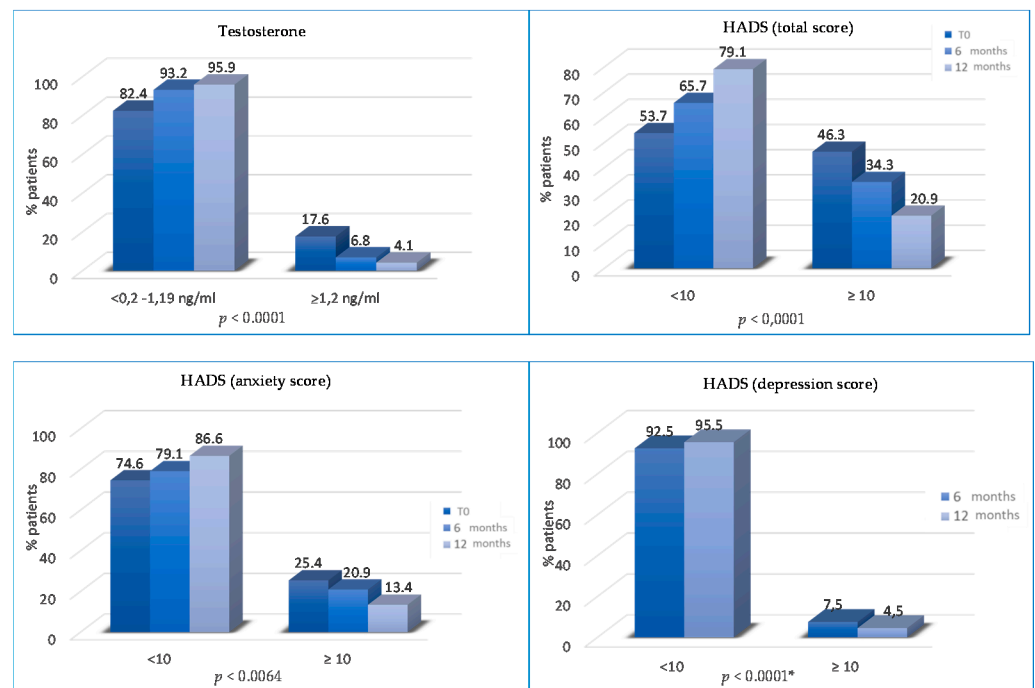 Testosterone
% patients
100
80
60
40
20
0
82.4
93.2
95.9
17.6
6.8
4.1
<0,2 -1,19 ng/ml
≥1,2 ng/ml
p < 0.0001
HADS (total score)
T0
6 months
12 months
% patients
80
70
60
50
40
30
20
10
0
53.7
65.7
79.1
46.3
34.3
20.9
<10
≥ 10
p < 0,0001
HADS (anxiety score)
% patients
100
80
60
40
20
0
74.6
79.1
86.6
25.4
20.9
13.4
T0
6 months
12 months
<10
≥ 10
p < 0.0064
HADS (depression score)
% patients
100
80
60
40
20
0
92.5
95.5
7,5
4,5
6 months
12 months
<10
≥ 10
p < 0.0001*